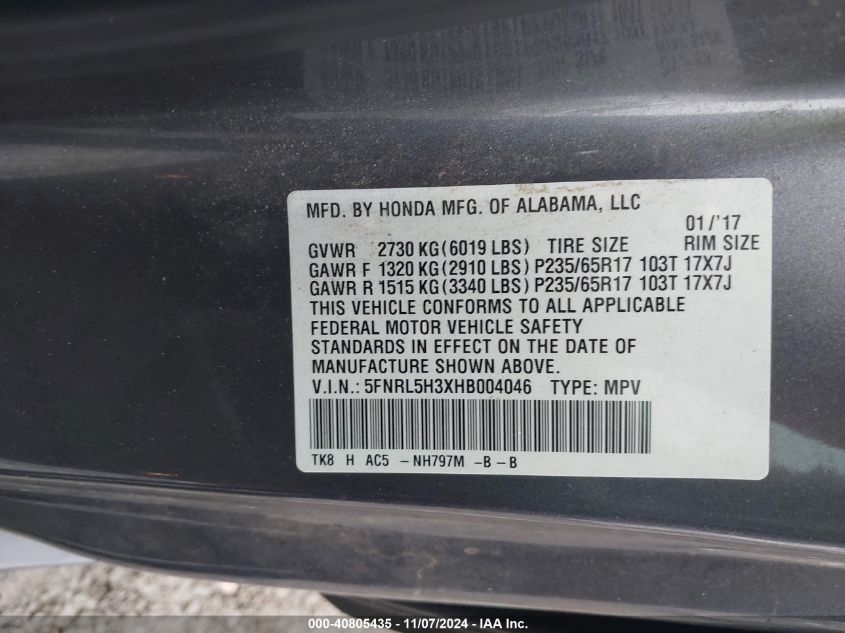 MFD. BY HONDA MFG. OF ALABAMA, LLC
01/'17
GVWR 2730 KG(6019 LBS) TIRE SIZE RIM SIZE
GAWR F 1320 KG(2910 LBS) P235/65R17 103T 17X7J
GAWR R 1515 KG(3340 LBS) P235/65R17 103T 17X7J
THIS VEHICLE CONFORMS TO ALL APPLICABLE
FEDERAL MOTOR VEHICLE SAFETY
STANDARDS IN EFFECT ON THE DATE OF
MANUFACTURE SHOWN ABOVE.
V.I.N.: 5FNRL5H3XHB004046 TYPE: MPV
TK8 H AC5 -NH797M -B-B
000-40805435 - 11/07/2024 - IBWS. Inc.